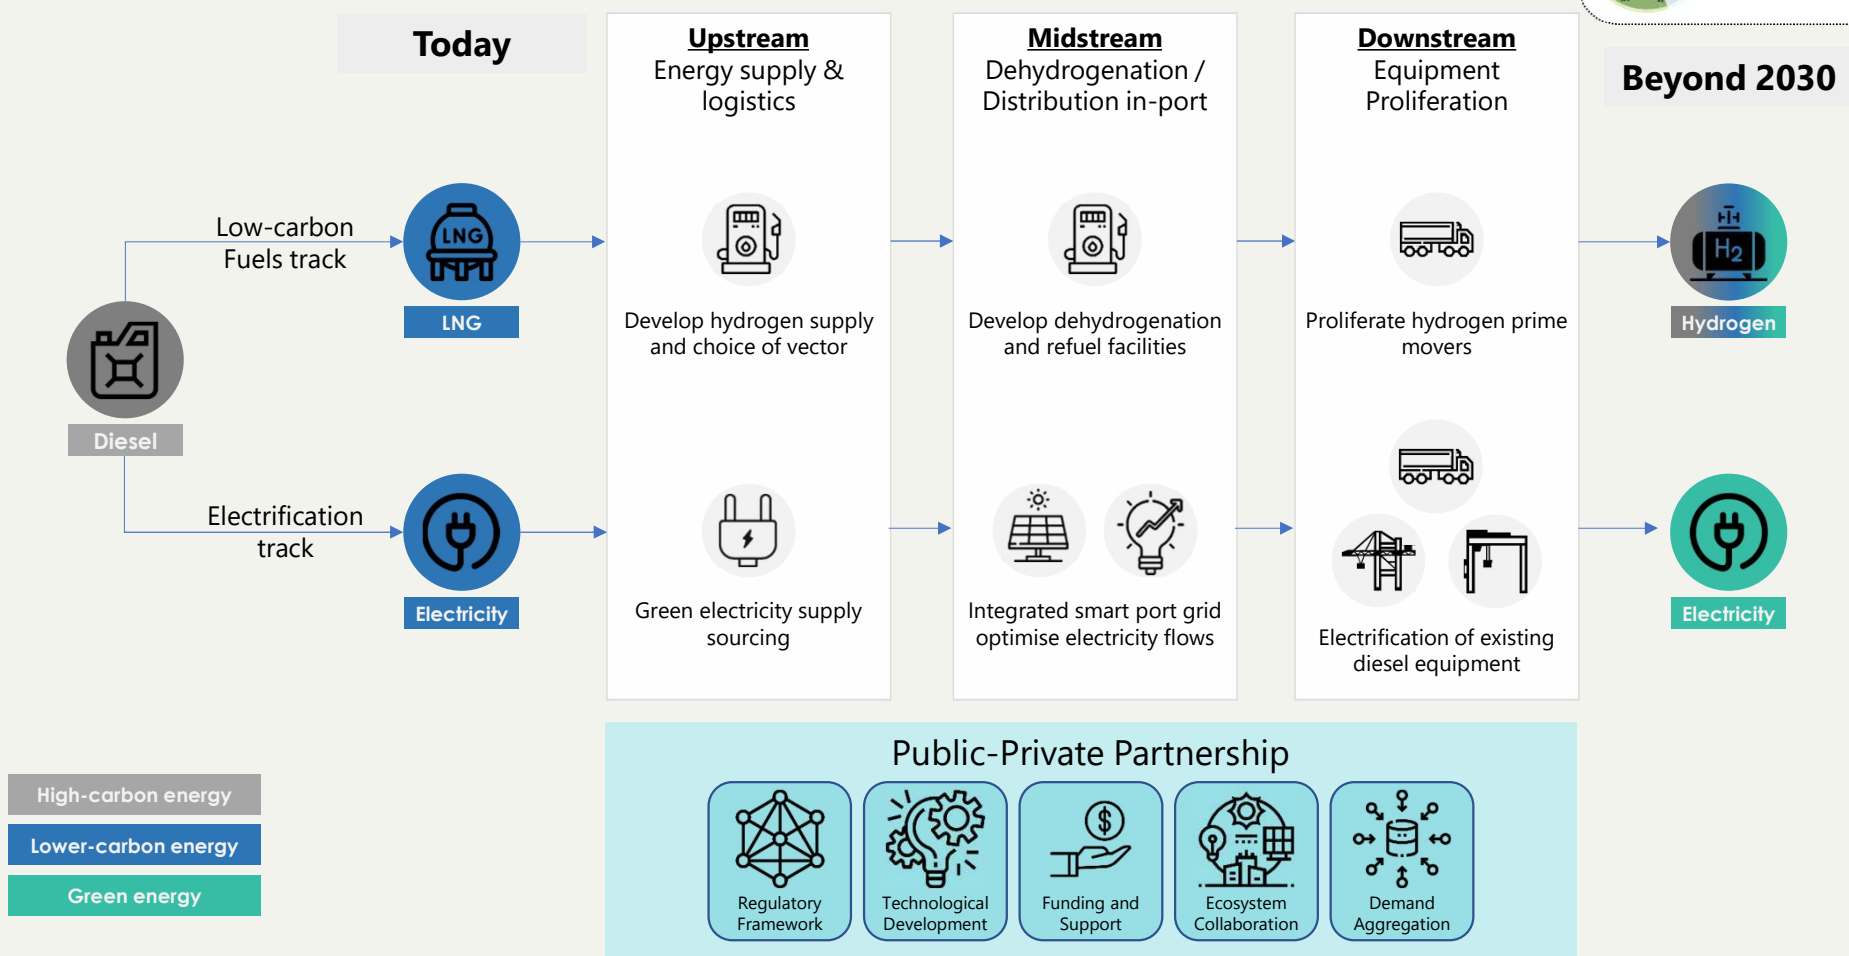 Today
Upstream
Energy supply &
logistics
Midstream
Dehydrogenation /
Distribution in-port
Downstream
Equipment
Proliferation
Beyond 2030
Low-carbon
Fuels track
LNG
LNG
Develop hydrogen supply
and choice of vector
Develop dehydrogenation
and refuel facilities
Proliferate hydrogen prime
movers
H2
Hydrogen
Diesel
Electrification
track
Electricity
Green electricity supply
sourcing
Integrated smart port grid
optimise electricity flows
Electrification of existing
diesel equipment
Electricity
Public-Private Partnership
Regulatory
Framework
Technological
Development
$
Funding and
Support
Ecosystem
Collaboration
Demand
Aggregation
High-carbon energy
Lower-carbon energy
Green energy